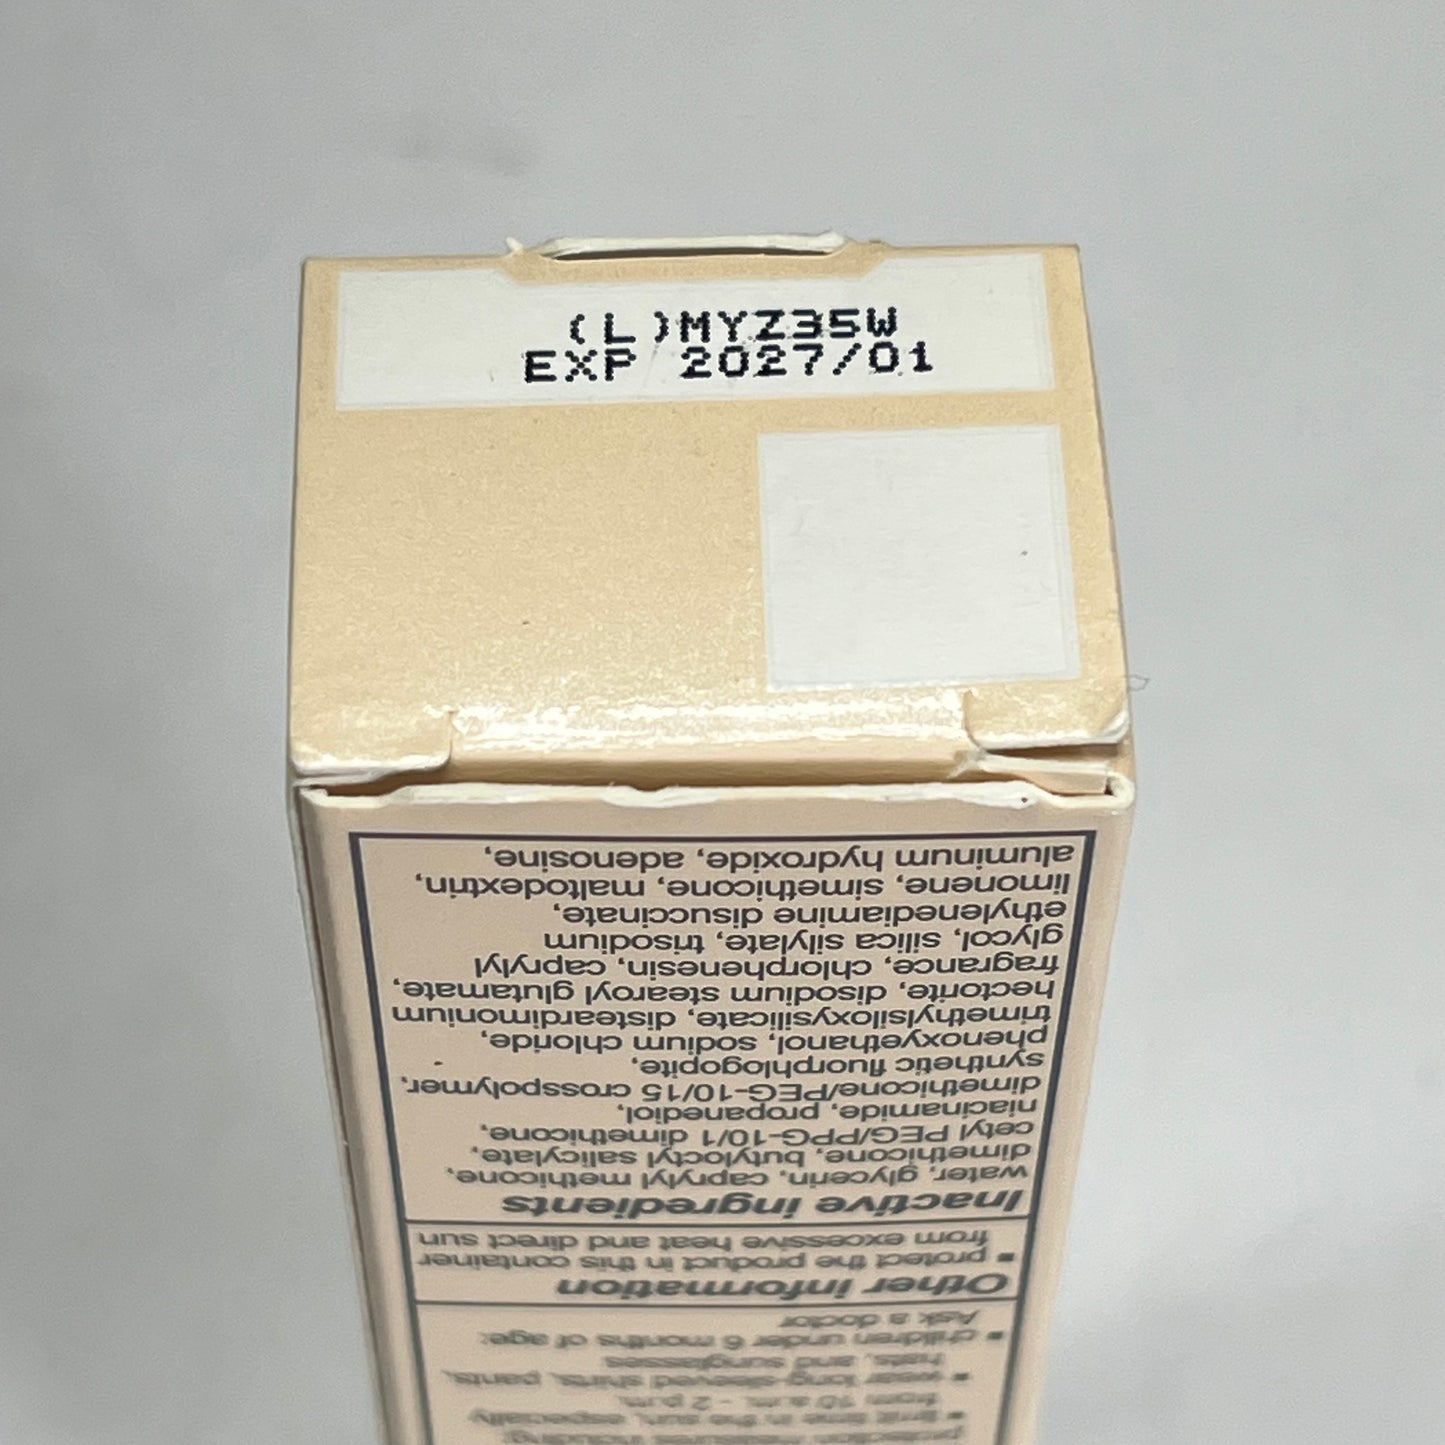 (L)MYZ35W
EXP 2027/01
protection measures including:
• limit time in the sun, especially
from 10 a.m. - 2 p.m.
• wear long-sleeved shirts, pants,
hats, and sunglasses
• children under 6 months of age:
Ask a doctor
Other information
• protect the product in this container
from excessive heat and direct sun
Inactive ingredients
water, glycerin, caprylyl methicone,
dimethicone, butyloctyl salicylate,
cetyl PEG/PPG-10/1 dimethicone,
niacinamide, propanediol,
dimethicone/PEG-10/15 crosspolymer,
synthetic fluorphlogopite,
phenoxyethanol, sodium chloride,
trimethylsiloxysilicate, disteardimonium
hectorite, disodium stearoyl glutamate,
fragrance, chlorphenesin, caprylyl
glycol, silica silylate, trisodium
ethylenediamine disuccinate,
limonene, simethicone, maltodextrin,
aluminum hydroxide, adenosine,